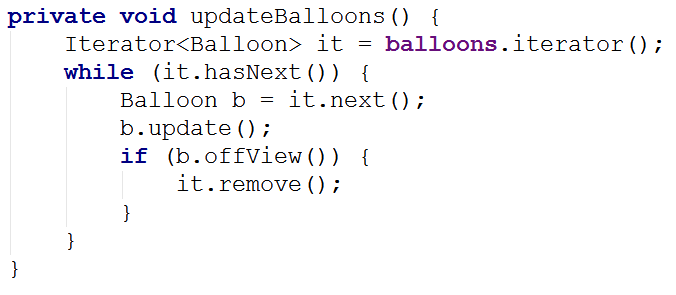 private void updateBalloons() {
    Iterator<Balloon> it = balloons.iterator();
    while (it.hasNext()) {
        Balloon b = it.next();
        b.update();
        if (b.offView()) {
            it.remove();
        }
    }
}